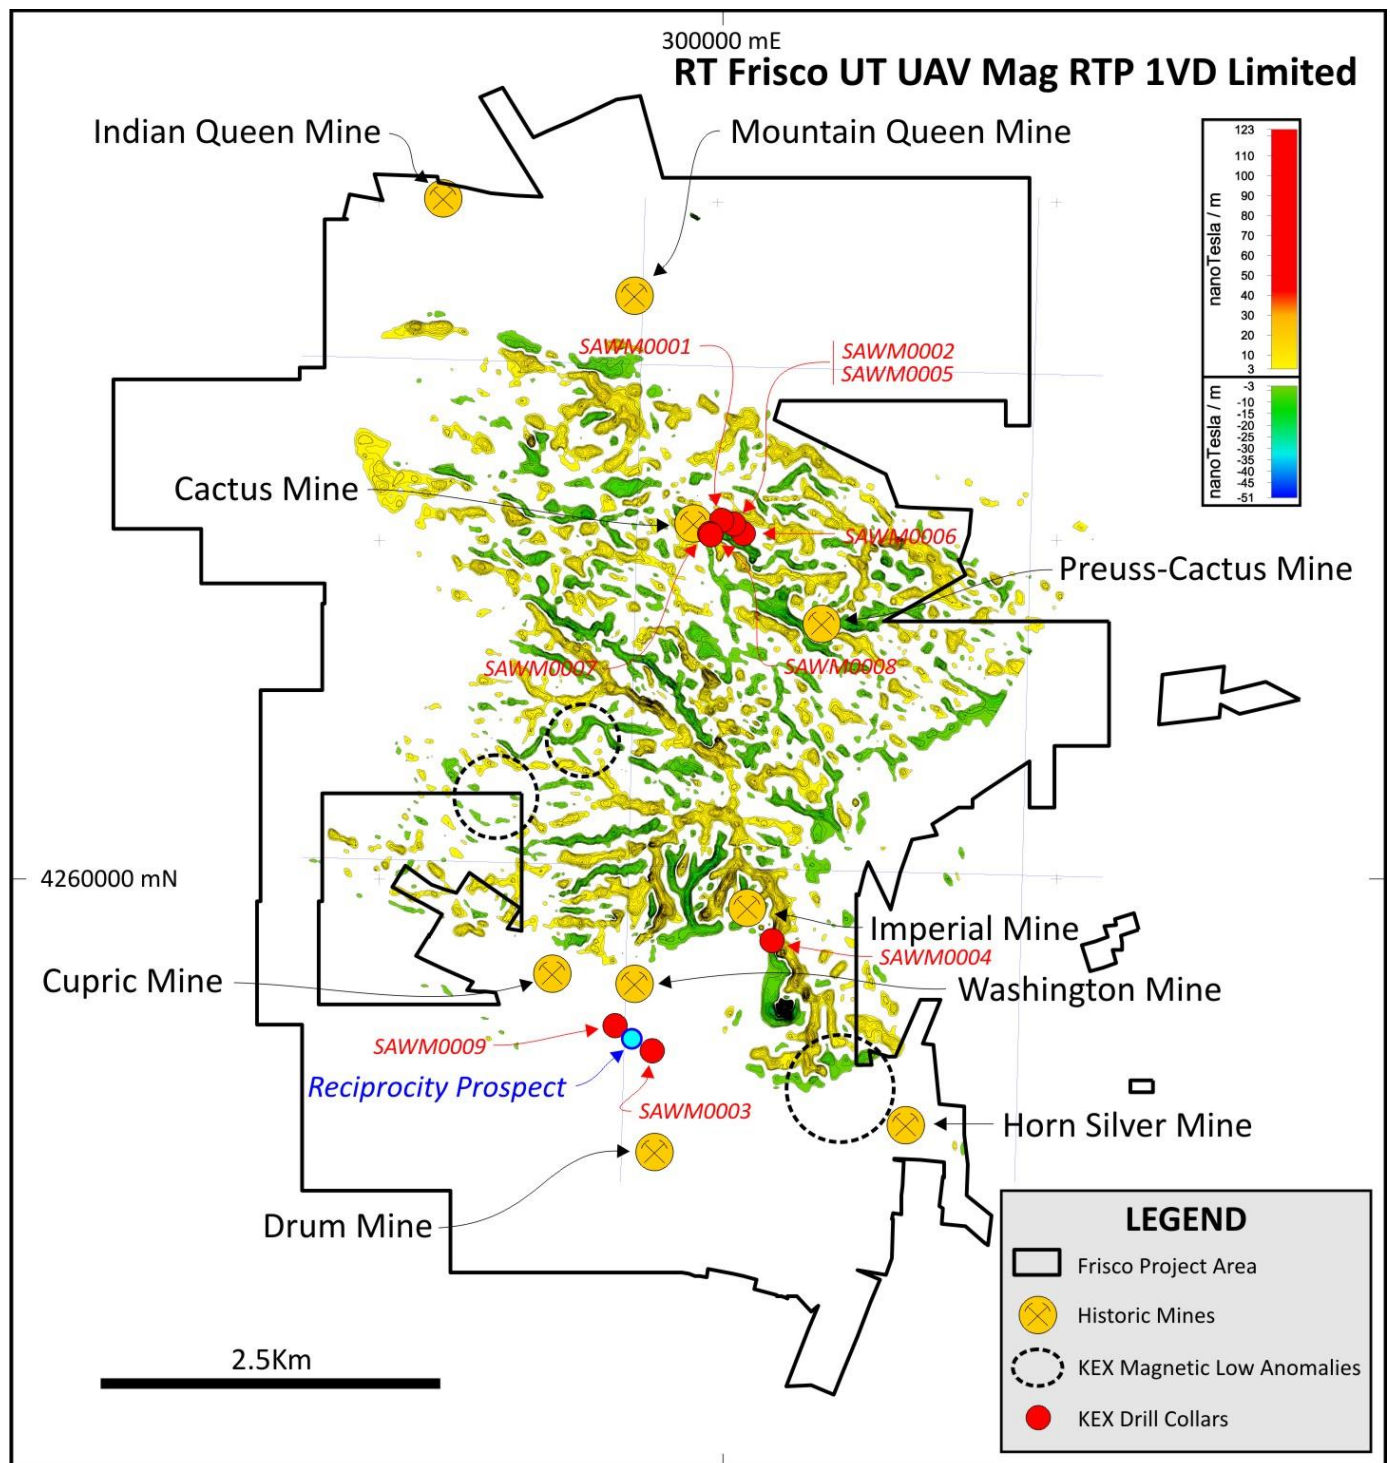 300000 mE
RT Frisco UT UAV Mag RTP 1VD Limited
Indian Queen Mine
Mountain Queen Mine
nanoTesla / m
123
110
100
90
80
70
60
50
40
30
20
10
3
nanoTesla / m
-3
-10
-15
-20
-25
-30
-35
-45
-51
SAWM0001
SAWM0002
SAWM0005
Cactus Mine
SAWM0006
Preuss-Cactus Mine
SAWM0007
SAWM0008
4260000 mN
Imperial Mine
SAWM0004
Cupric Mine
Washington Mine
SAWM0009
Reciprocity Prospect
SAWM0003
Horn Silver Mine
Drum Mine
LEGEND
Frisco Project Area
Historic Mines
KEX Magnetic Low Anomalies
KEX Drill Collars
2.5Km